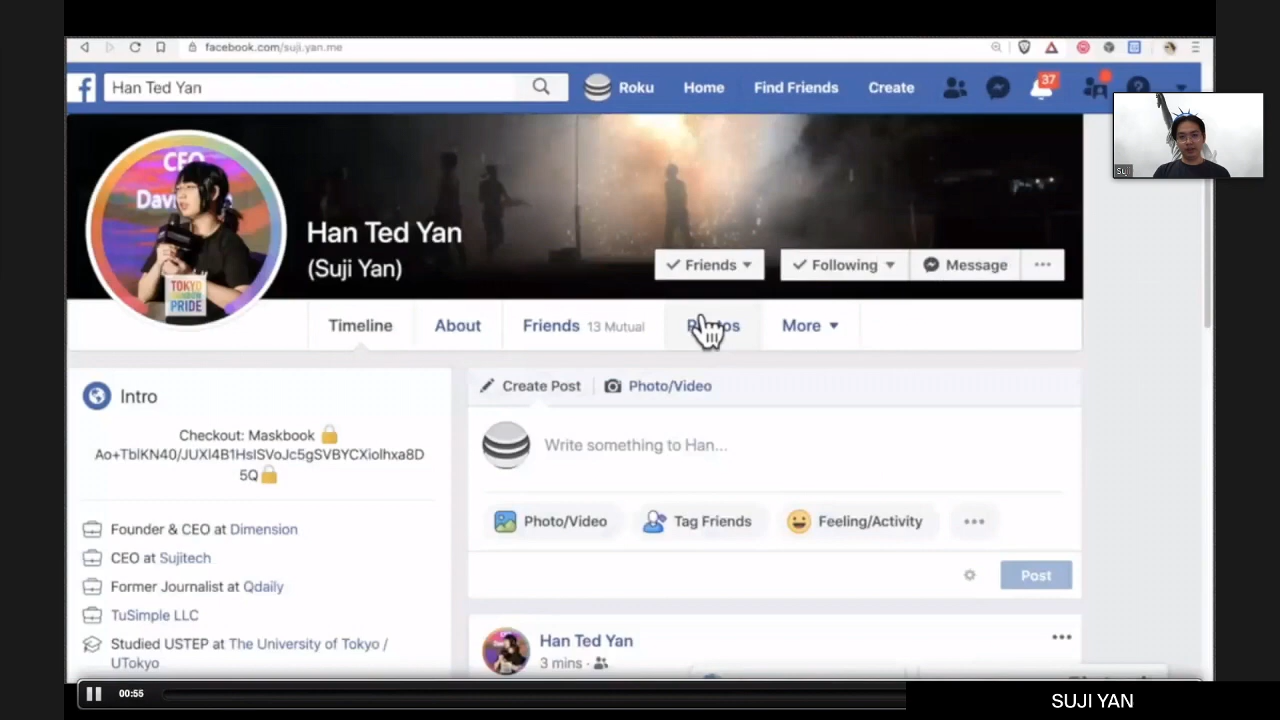 facebook.com/suji.yan.me
Han Ted Yan
Roku
Home
Find Friends
Create
37
CEO
Suji
TOKYO
PRIDE
Han Ted Yan
(Suji Yan)
Friends
Following
Message
Timeline
About
Friends 13 Mutual
More
Intro
Checkout: Maskbook 🔒
5Q🔒
Create Post
Photo/Video
Write something to Han...
Photo/Video
Tag Friends
Feeling/Activity
Post
Founder & CEO at Dimension
CEO at Sujitech
Former Journalist at Qdaily
TuSimple LLC
Studied USTEP at The University of Tokyo /
UTokyo
Han Ted Yan
3 mins ·
00:55
SUJI YAN